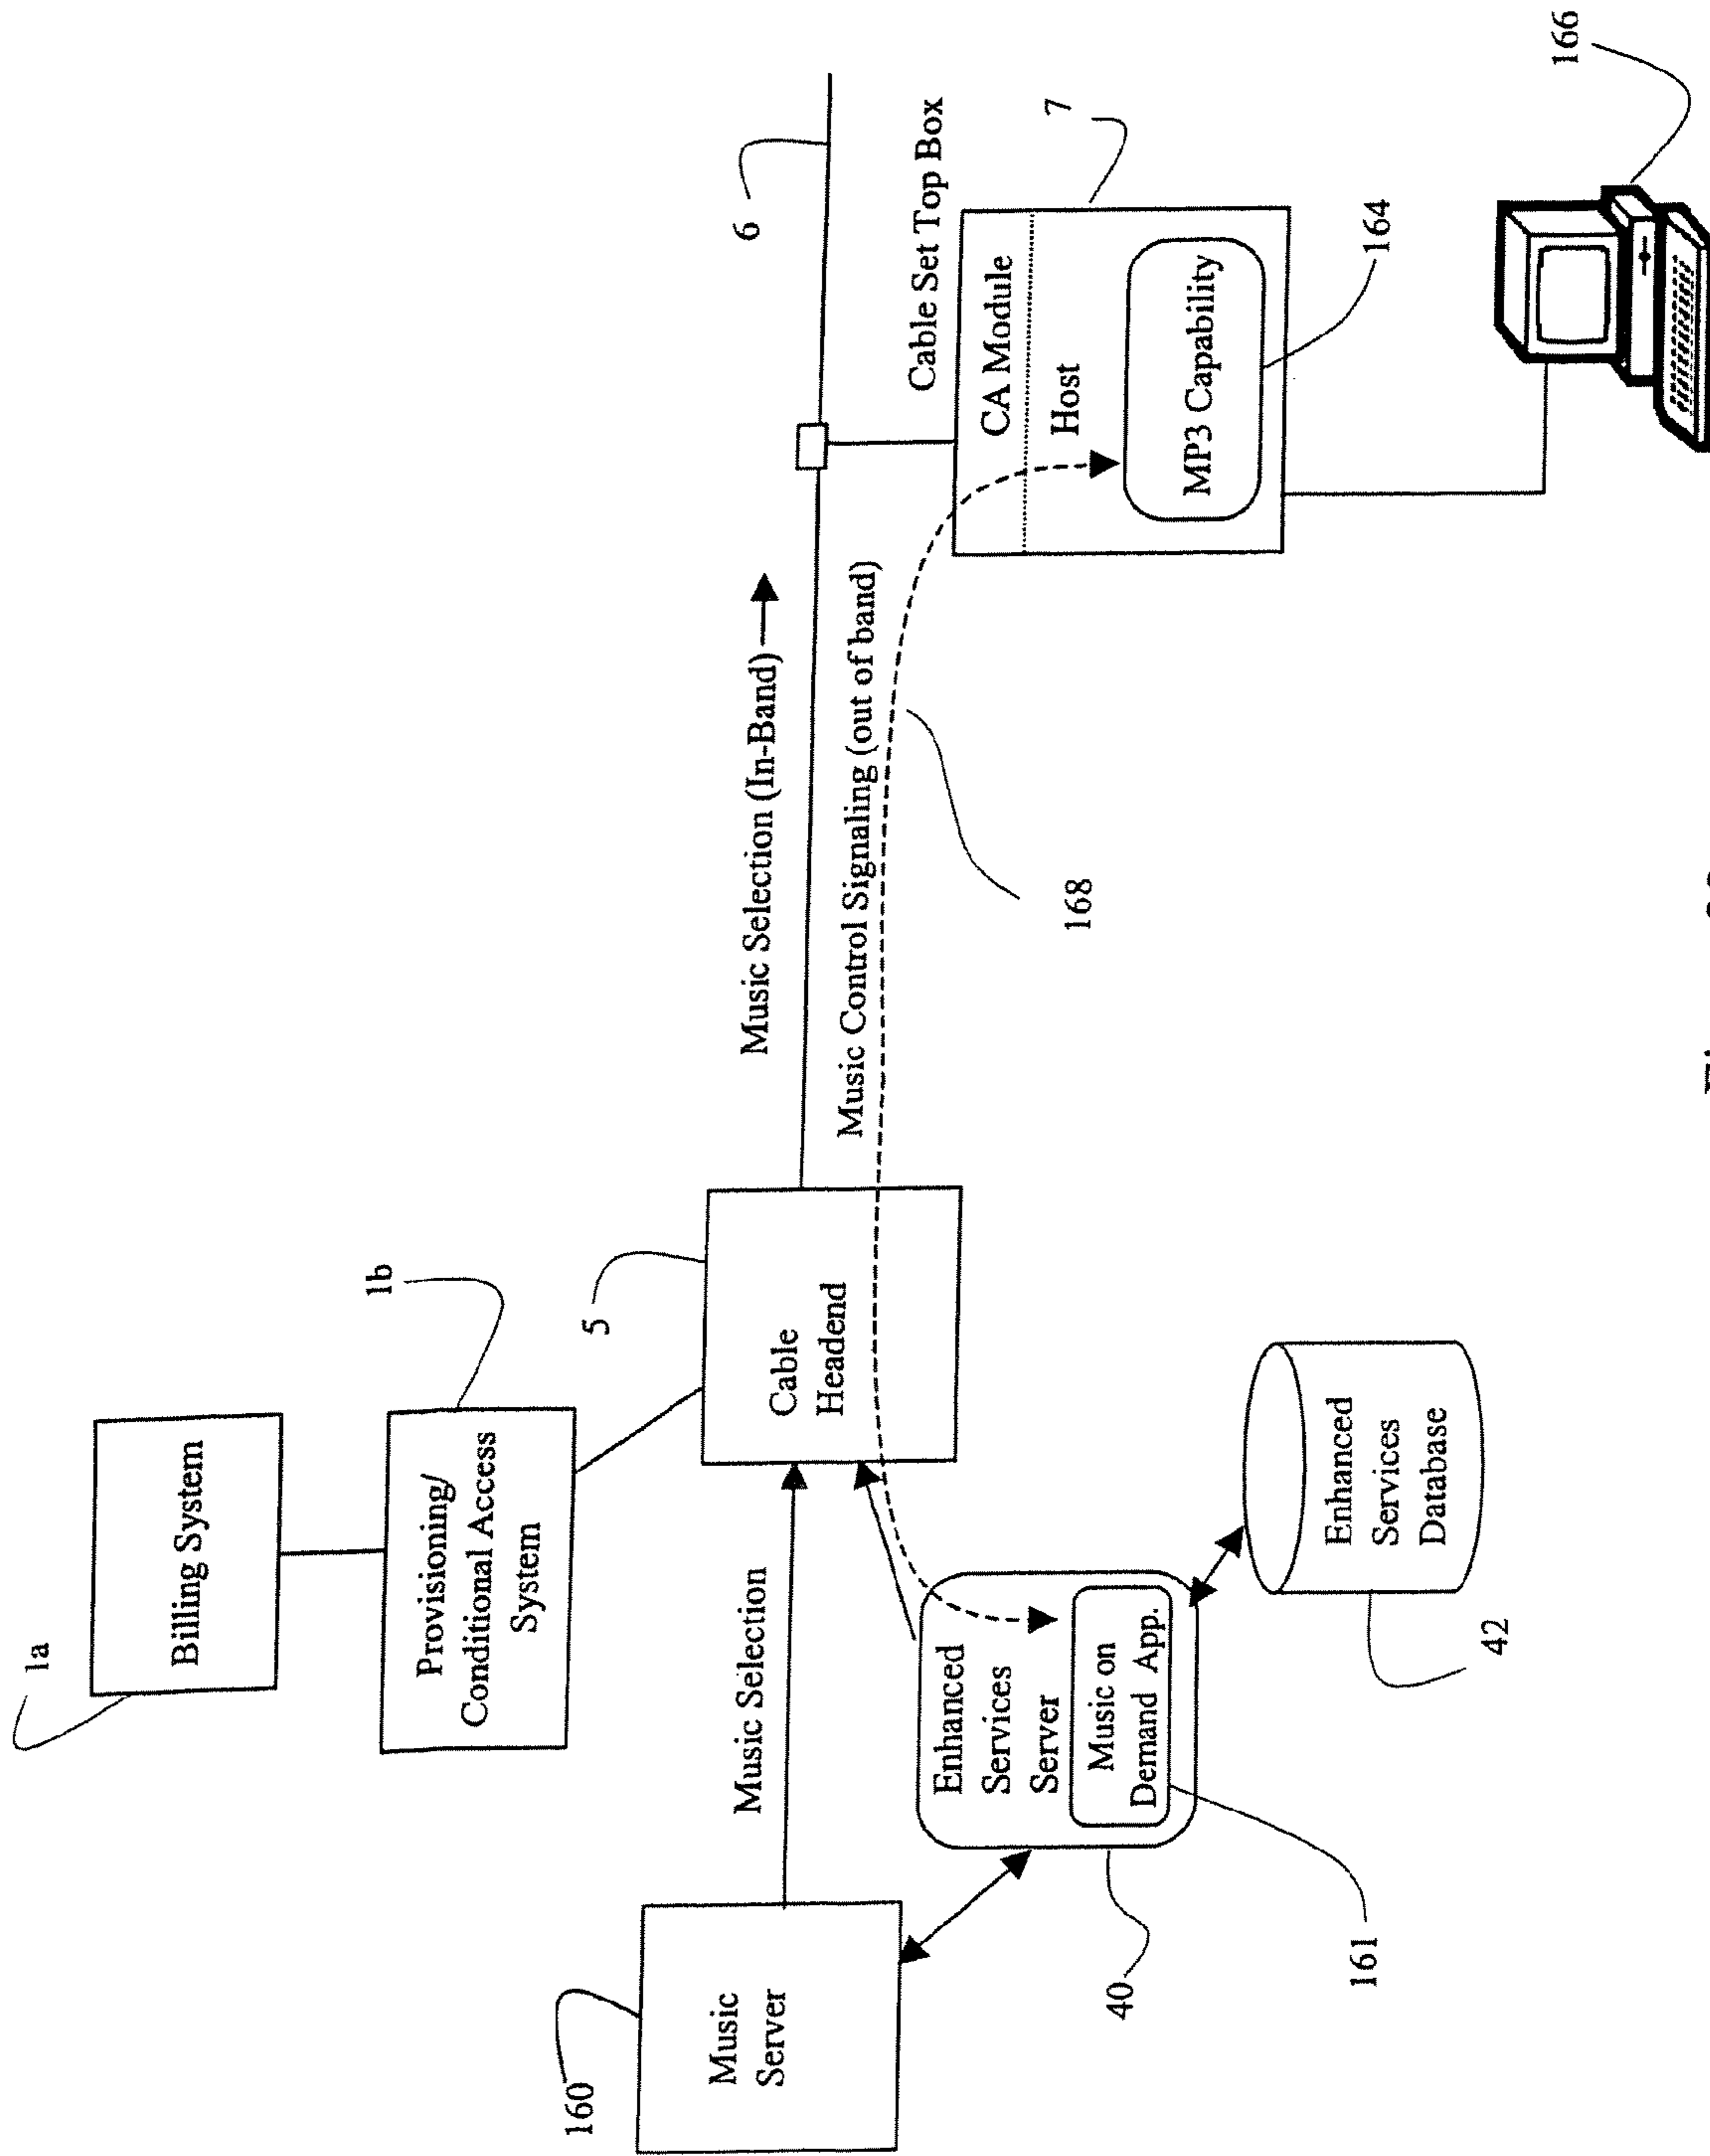 1a
Billing System
1b
Provisioning/
Conditional Access
System
5
Cable
Headend
Music Selection
160
Music
Server
Enhanced
Services
Server
Music on
Demand App.
40
161
Enhanced
Services
Database
42
Music Selection (In-Band)
Music Control Signaling (out of band)
168
6
Cable Set Top Box
7
CA Module
Host
MP3 Capability
164
166